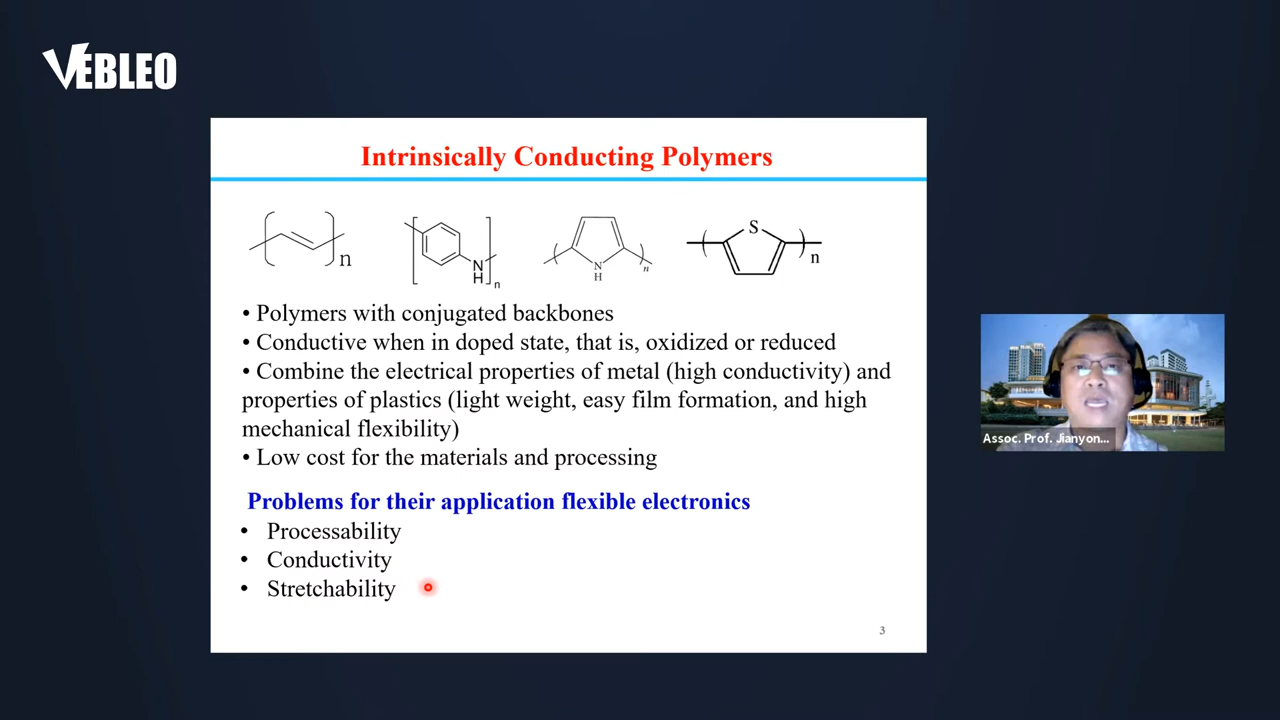 VEBLEO
Intrinsically Conducting Polymers
n
N
H
n
N
H
n
S
n
• Polymers with conjugated backbones
• Conductive when in doped state, that is, oxidized or reduced
• Combine the electrical properties of metal (high conductivity) and
properties of plastics (light weight, easy film formation, and high
mechanical flexibility)
• Low cost for the materials and processing
Problems for their application flexible electronics
• Processability
• Conductivity
• Stretchability
3
Assoc. Prof. Jianyon...